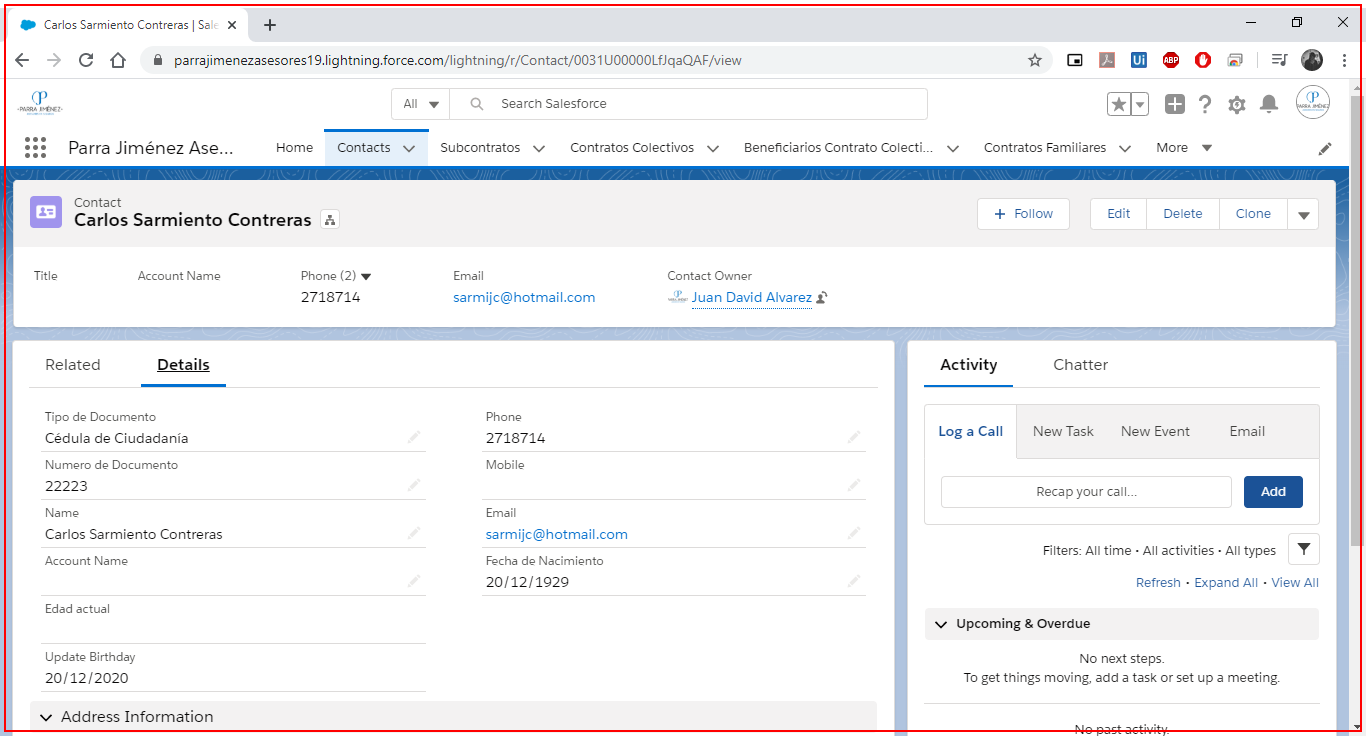 Carlos Sarmiento Contreras | Sale
parrajimenezasesores19.lightning.force.com/lightning/r/Contact/0031U00000LfJqaQAF/view
Ui
ABP
PARRA JIMÉNEZ
All
Search Salesforce
Parra Jiménez Ase...
Home
Contacts
Subcontratos
Contratos Colectivos
Beneficiarios Contrato Colecti...
Contratos Familiares
More
Contact
Carlos Sarmiento Contreras
+ Follow
Edit
Delete
Clone
Title
Account Name
Phone (2)
2718714
Email
sarmijc@hotmail.com
Contact Owner
Juan David Alvarez
Related
Details
Tipo de Documento
Cédula de Ciudadanía
Numero de Documento
22223
Name
Carlos Sarmiento Contreras
Account Name
Edad actual
Update Birthday
20/12/2020
Phone
2718714
Mobile
Email
sarmijc@hotmail.com
Fecha de Nacimiento
20/12/1929
Address Information
Activity
Chatter
Log a Call
New Task
New Event
Email
Recap your call...
Add
Filters: All time • All activities • All types
Refresh • Expand All • View All
Upcoming & Overdue
No next steps.
To get things moving, add a task or set up a meeting.
No past activity.